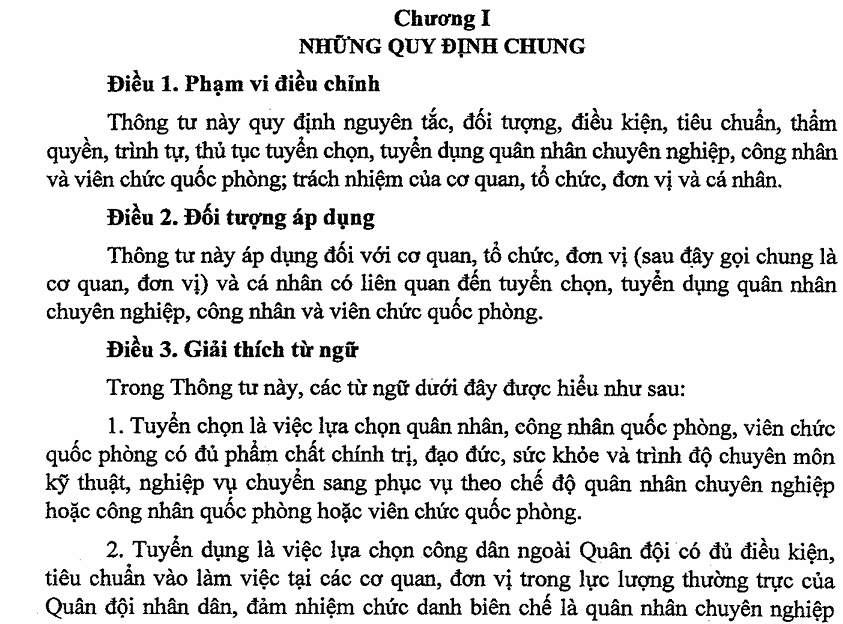 Chương I
NHỮNG QUY ĐỊNH CHUNG
Điều 1. Phạm vi điều chỉnh
Thông tư này quy định nguyên tắc, đối tượng, điều kiện, tiêu chuẩn, thẩm
quyền, trình tự, thủ tục tuyển chọn, tuyển dụng quân nhân chuyên nghiệp, công nhân
và viên chức quốc phòng; trách nhiệm của cơ quan, tổ chức, đơn vị và cá nhân.
Điều 2. Đối tượng áp dụng
Thông tư này áp dụng đối với cơ quan, tổ chức, đơn vị (sau đây gọi chung là
cơ quan, đơn vị) và cá nhân có liên quan đến tuyển chọn, tuyển dụng quân nhân
chuyên nghiệp, công nhân và viên chức quốc phòng.
Điều 3. Giải thích từ ngữ
Trong Thông tư này, các từ ngữ dưới đây được hiểu như sau:
1. Tuyển chọn là việc lựa chọn quân nhân, công nhân quốc phòng, viên chức
quốc phòng có đủ phẩm chất chính trị, đạo đức, sức khỏe và trình độ chuyên môn
kỹ thuật, nghiệp vụ chuyển sang phục vụ theo chế độ quân nhân chuyên nghiệp
hoặc công nhân quốc phòng hoặc viên chức quốc phòng.
2. Tuyển dụng là việc lựa chọn công dân ngoài Quân đội có đủ điều kiện,
tiêu chuẩn vào làm việc tại các cơ quan, đơn vị trong lực lượng thường trực của
Quân đội nhân dân, đảm nhiệm chức danh biên chế là quân nhân chuyên nghiệp